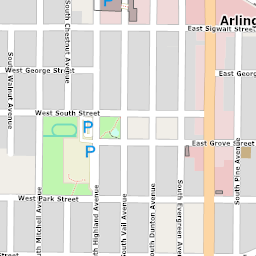 P
Arling
East Sigwart Street
South Chestnut Avenue
West George Street
East Georg
South Walnut Avenue
West South Street
P
P
East Grove Street
South Pine Avenue
West Park Street
South Mitchell Avenue
South Highland Avenue
South Vail Avenue
South Dunton Avenue
South Evergreen Avenue